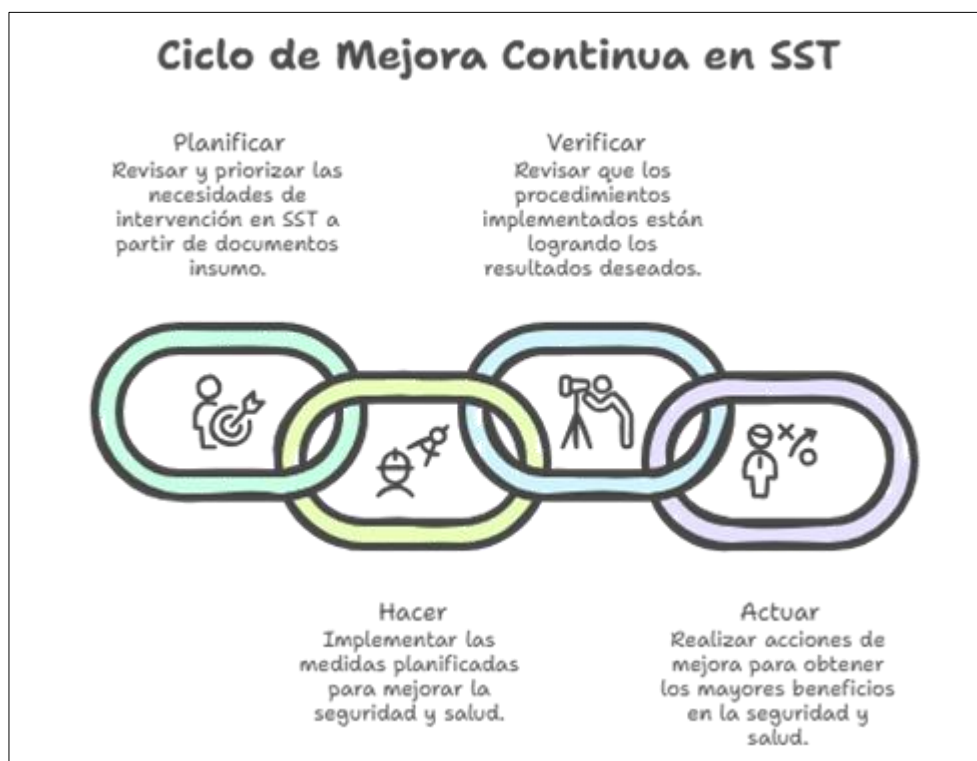 Ciclo de Mejora Continua en SST
Planificar
Revisar y priorizar las
necesidades de
intervención en SST a
partir de documentos
insumo.
Verificar
Revisar que los
procedimientos
implementados están
logrando los
resultados deseados.
Hacer
Implementar las
medidas planificadas
para mejorar la
seguridad y salud.
Actuar
Realizar acciones de
mejora para obtener
los mayores beneficios
en la seguridad y
salud.